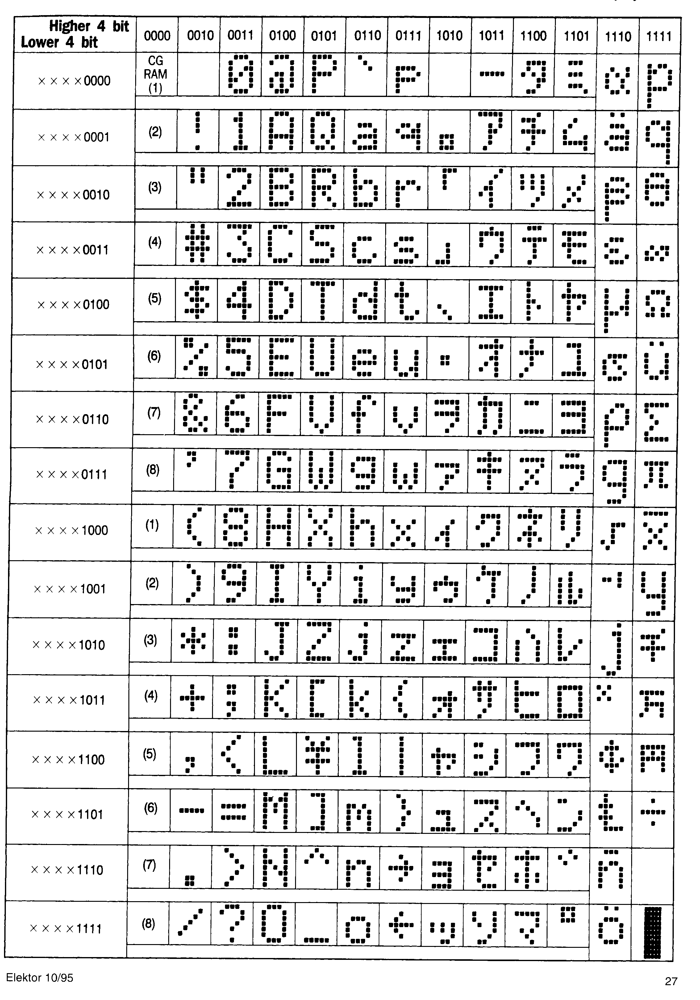 Higher 4 bit
Lower 4 bit 0000 0010 0011 0100 0101 0110 0111 1010 1011 1100 1101 1110 1111
××××0000 CG RAM (1) 0 @ P ` p ー タ ミ α p
××××0001 (2) ! 1 A Q a q 。 ア チ ム ä q
××××0010 (3) " 2 B R b r 「 イ ツ メ β θ
××××0011 (4) # 3 C S c s 」 ウ テ モ ε ∞
××××0100 (5) $ 4 D T d t 、 エ ト ヤ μ Ω
××××0101 (6) % 5 E U e u ・ オ ナ ユ σ ü
××××0110 (7) & 6 F V f v ヲ カ ニ ヨ ρ Σ
××××0111 (8) ' 7 G W g w ァ キ ヌ ラ g π
××××1000 (1) ( 8 H X h x ィ ク ネ リ √ x̄
××××1001 (2) ) 9 I Y i y ゥ ケ ノ ル ⁻¹ y
××××1010 (3) * : J Z j z ェ コ ハ レ j 千
××××1011 (4) + ; K [ k { ォ サ ヒ ロ ˣ 万
××××1100 (5) , < L ¥ l | ャ シ フ ワ ¢ 円
××××1101 (6) - = M ] m } ュ ス ヘ ン £ ÷
××××1110 (7) . > N ^ n → ョ セ ホ ゛ ñ
××××1111 (8) / ? O _ o ← ッ ソ マ ゜ ö █
Elektor 10/95
27